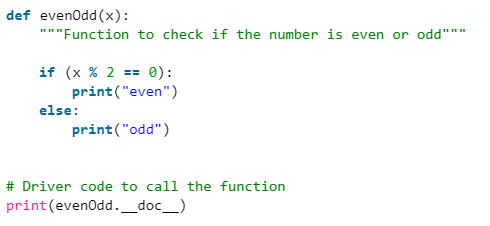 def evenOdd(x):
    """Function to check if the number is even or odd"""
    if (x % 2 == 0):
        print("even")
    else:
        print("odd")
# Driver code to call the function
print(evenOdd.__doc__)